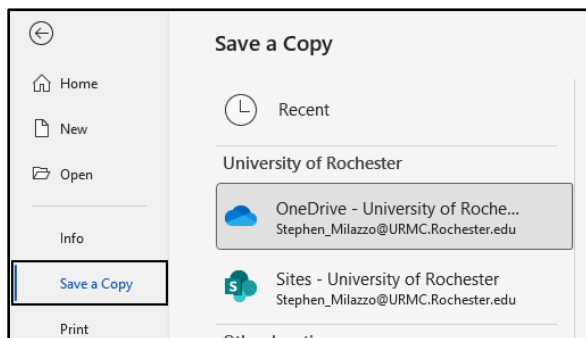 Save a Copy
Home
New
Open
Info
Save a Copy
Print
Recent
University of Rochester
OneDrive - University of Roche...
Stephen_Milazzo@URMC.Rochester.edu
S
Sites - University of Rochester
Stephen_Milazzo@URMC.Rochester.edu